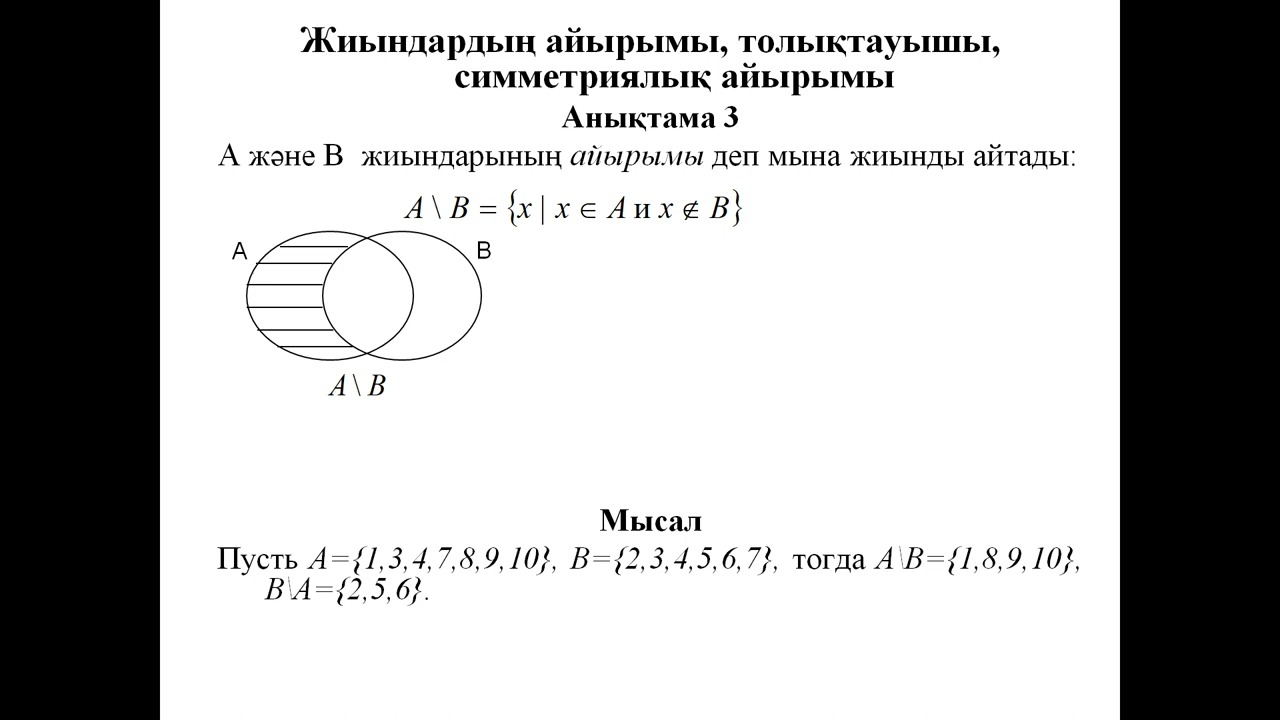 Жиындардың айырымы, толықтауышы,
симметриялық айырымы
Анықтама 3
А және В жиындарының айырымы деп мына жиынды айтады:
A \ B = {x | x ∈ A и x ∉ B}
A
B
A \ B
Мысал
Пусть A={1,3,4,7,8,9,10}, B={2,3,4,5,6,7}, тогда A\B={1,8,9,10},
B\A={2,5,6}.